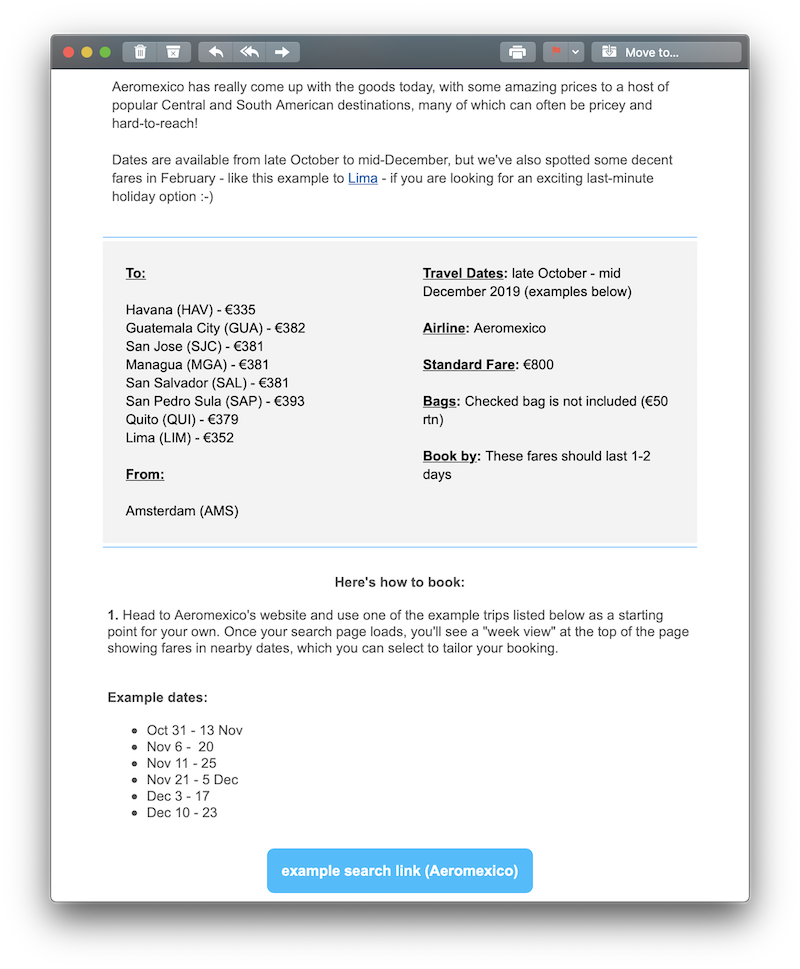 Move to...
Aeromexico has really come up with the goods today, with some amazing prices to a host of
popular Central and South American destinations, many of which can often be pricey and
hard-to-reach!
Dates are available from late October to mid-December, but we've also spotted some decent
fares in February - like this example to Lima - if you are looking for an exciting last-minute
holiday option :-)
To:
Havana (HAV) - €335
Guatemala City (GUA) - €382
San Jose (SJC) - €381
Managua (MGA) - €381
San Salvador (SAL) - €381
San Pedro Sula (SAP) - €393
Quito (QUI) - €379
Lima (LIM) - €352
From:
Amsterdam (AMS)
Travel Dates: late October - mid
December 2019 (examples below)
Airline: Aeromexico
Standard Fare: €800
Bags: Checked bag is not included (€50
rtn)
Book by: These fares should last 1-2
days
Here's how to book:
1. Head to Aeromexico's website and use one of the example trips listed below as a starting
point for your own. Once your search page loads, you'll see a "week view" at the top of the page
showing fares in nearby dates, which you can select to tailor your booking.
Example dates:
• Oct 31 - 13 Nov
• Nov 6 -  20
• Nov 11 - 25
• Nov 21 - 5 Dec
• Dec 3 - 17
• Dec 10 - 23
example search link (Aeromexico)